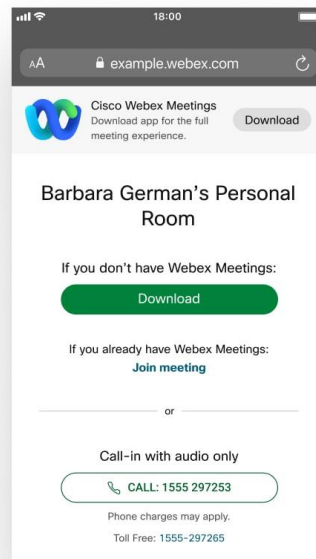 18:00
AA
example.webex.com
Cisco Webex Meetings
Download app for the full
meeting experience.
Download
Barbara German’s Personal
Room
If you don’t have Webex Meetings:
Download
If you already have Webex Meetings:
Join meeting
or
Call-in with audio only
CALL: 1555 297253
Phone charges may apply.
Toll Free: 1555-297265